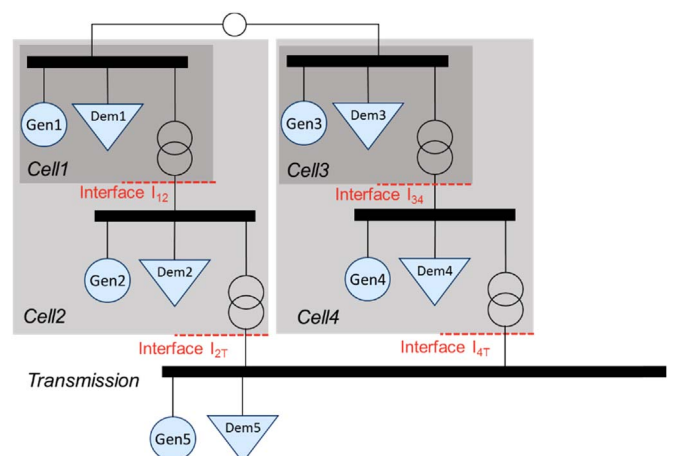 Gen1
Dem1
Gen3
Dem3
Cell1
Cell3
Interface I12
Interface I34
Gen2
Dem2
Gen4
Dem4
Cell2
Cell4
Interface I2T
Interface I4T
Transmission
Gen5
Dem5